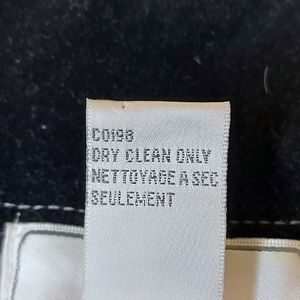 C0198
DRY CLEAN ONLY
NETTOYAGE A SEC
SEULEMENT